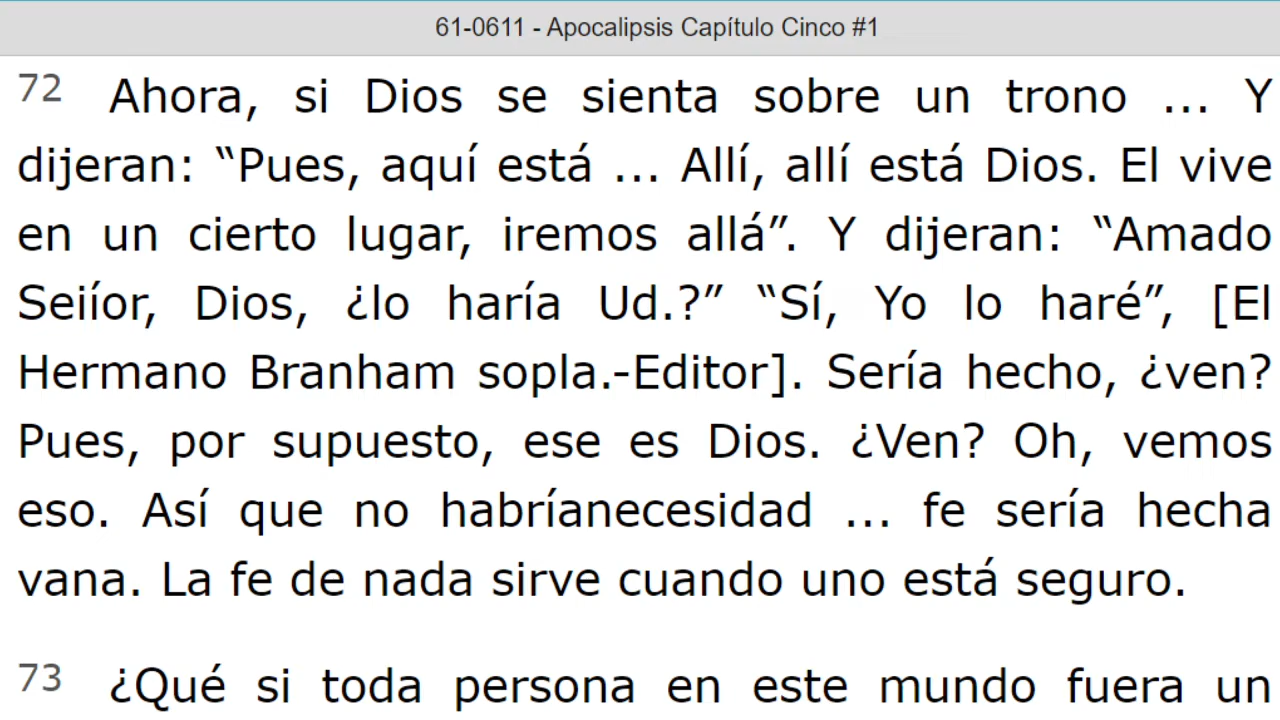 61-0611 - Apocalipsis Capítulo Cinco #1
72 Ahora, si Dios se sienta sobre un trono ... Y
dijeran: “Pues, aquí está ... Allí, allí está Dios. El vive
en un cierto lugar, iremos allá”. Y dijeran: “Amado
Seiíor, Dios, ¿lo haría Ud.?” “Sí, Yo lo haré”, [El
Hermano Branham sopla.-Editor]. Sería hecho, ¿ven?
Pues, por supuesto, ese es Dios. ¿Ven? Oh, vemos
eso. Así que no habríanecesidad ... fe sería hecha
vana. La fe de nada sirve cuando uno está seguro.
73 ¿Qué si toda persona en este mundo fuera un